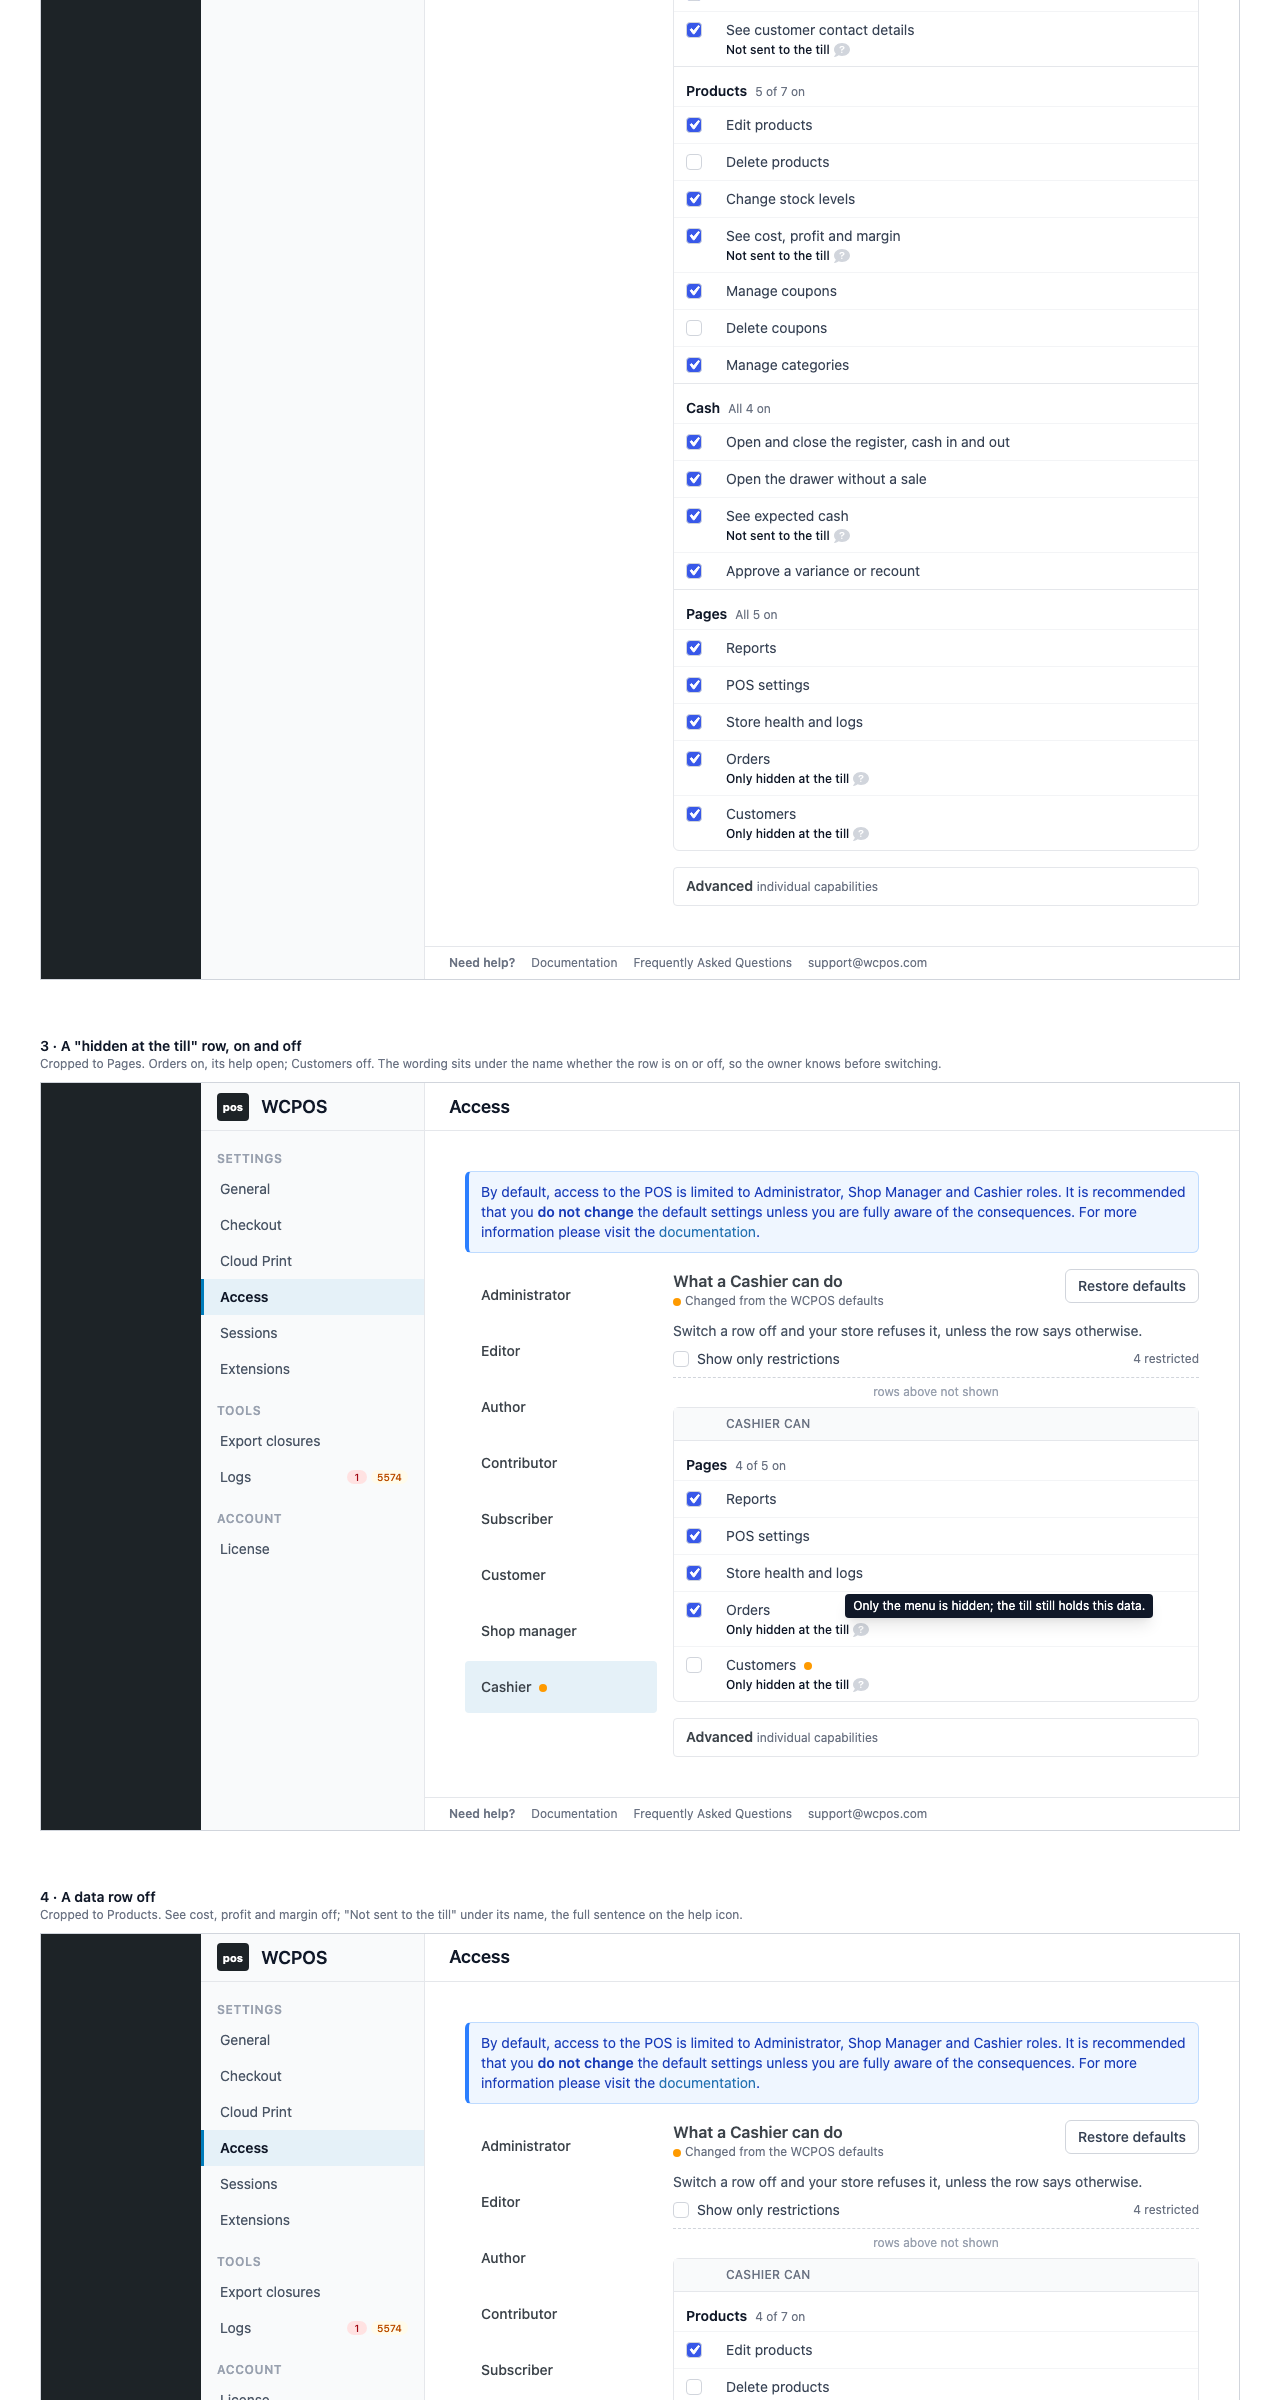 See customer contact details
Not sent to the till ?
Products 5 of 7 on
Edit products
Delete products
Change stock levels
See cost, profit and margin
Not sent to the till ?
Manage coupons
Delete coupons
Manage categories
Cash All 4 on
Open and close the register, cash in and out
Open the drawer without a sale
See expected cash
Not sent to the till ?
Approve a variance or recount
Pages All 5 on
Reports
POS settings
Store health and logs
Orders
Only hidden at the till ?
Customers
Only hidden at the till ?
Advanced individual capabilities
Need help? Documentation Frequently Asked Questions support@wcpos.com
3 · A "hidden at the till" row, on and off
Cropped to Pages. Orders on, its help open; Customers off. The wording sits under the name whether the row is on or off, so the owner knows before switching.
pos WCPOS
SETTINGS
General
Checkout
Cloud Print
Access
Sessions
Extensions
TOOLS
Export closures
Logs 1 5574
ACCOUNT
License
Access
By default, access to the POS is limited to Administrator, Shop Manager and Cashier roles. It is recommended
that you do not change the default settings unless you are fully aware of the consequences. For more
information please visit the documentation.
Administrator
Editor
Author
Contributor
Subscriber
Customer
Shop manager
Cashier
What a Cashier can do
Changed from the WCPOS defaults
Restore defaults
Switch a row off and your store refuses it, unless the row says otherwise.
Show only restrictions 4 restricted
rows above not shown
CASHIER CAN
Pages 4 of 5 on
Reports
POS settings
Store health and logs
Only the menu is hidden; the till still holds this data.
Orders
Only hidden at the till ?
Customers
Only hidden at the till ?
Advanced individual capabilities
Need help? Documentation Frequently Asked Questions support@wcpos.com
4 · A data row off
Cropped to Products. See cost, profit and margin off; "Not sent to the till" under its name, the full sentence on the help icon.
pos WCPOS
SETTINGS
General
Checkout
Cloud Print
Access
Sessions
Extensions
TOOLS
Export closures
Logs 1 5574
ACCOUNT
License
Access
By default, access to the POS is limited to Administrator, Shop Manager and Cashier roles. It is recommended
that you do not change the default settings unless you are fully aware of the consequences. For more
information please visit the documentation.
Administrator
Editor
Author
Contributor
Subscriber
What a Cashier can do
Changed from the WCPOS defaults
Restore defaults
Switch a row off and your store refuses it, unless the row says otherwise.
Show only restrictions 4 restricted
rows above not shown
CASHIER CAN
Products 4 of 7 on
Edit products
Delete products